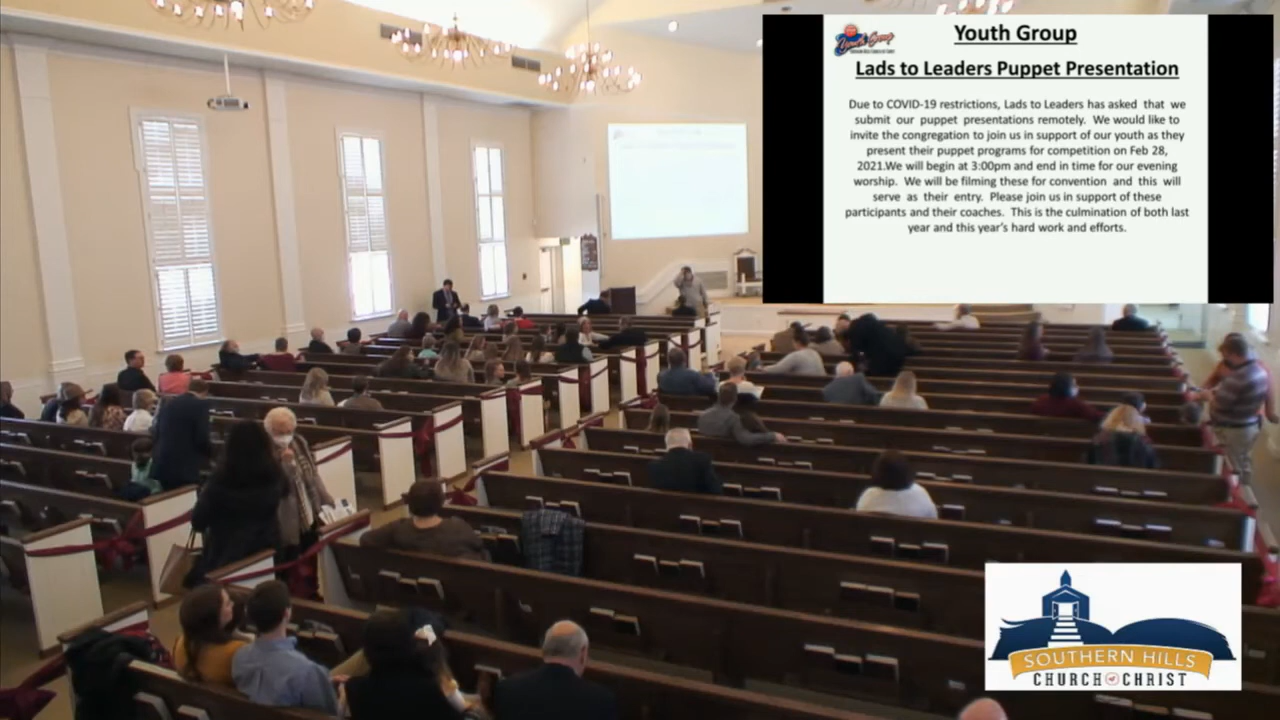 Youth Group
Youth Group
Lads to Leaders Puppet Presentation
Due to COVID-19 restrictions, Lads to Leaders has asked that we
submit our puppet presentations remotely. We would like to
invite the congregation to join us in support of our youth as they
present their puppet programs for competition on Feb 28,
2021.We will begin at 3:00pm and end in time for our evening
worship. We will be filming these for convention and this will
serve as their entry. Please join us in support of these
participants and their coaches. This is the culmination of both last
year and this year's hard work and efforts.
SOUTHERN HILLS
CHURCH OF CHRIST